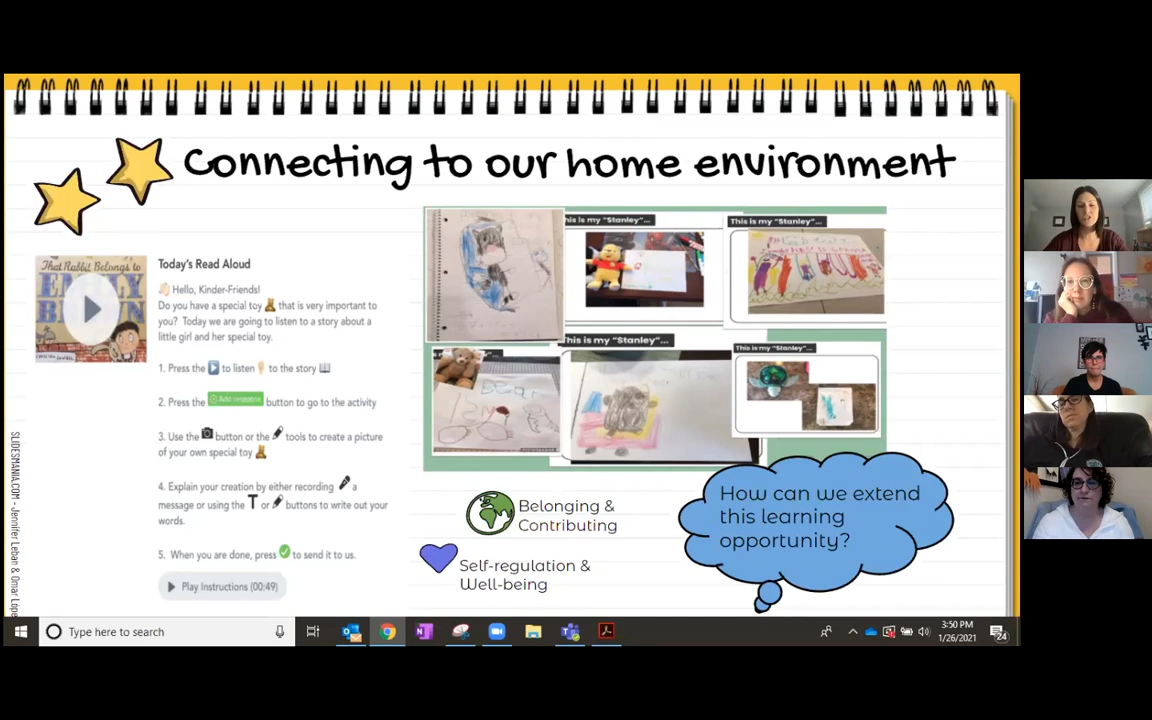 Connecting to our home environment
That Rabbit Belongs to
EMILY
BROWN
Today's Read Aloud
Hello, Kinder-Friends!
Do you have a special toy that is very important to
you? Today we are going to listen to a story about a
little girl and her special toy.
1. Press the to listen to the story
2. Press the Add response button to go to the activity
3. Use the button or the tools to create a picture
of your own special toy
4. Explain your creation by either recording a
message or using the T or buttons to write out your
words.
5. When you are done, press to send it to us.
Play Instructions (00:49)
This is my "Stanley"...
This is my "Stanley"...
This is my "Stanley"...
This is my "Stanley"...
Belonging &
Contributing
Self-regulation &
Well-being
How can we extend
this learning
opportunity?
SLIDESMANIA.COM - Jennifer Leban & Omar López
Type here to search
3:50 PM
1/26/2021
24